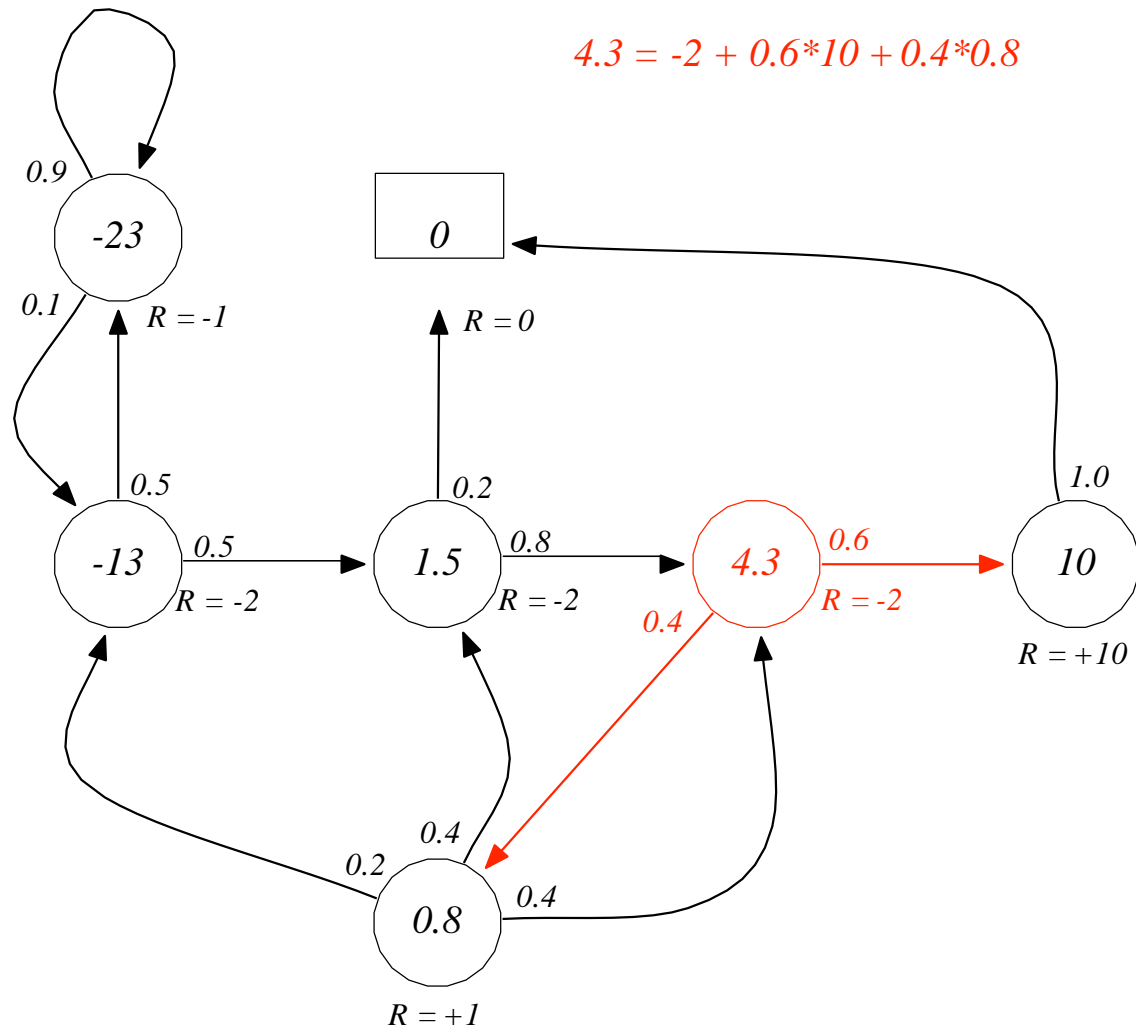 4.3 = -2 + 0.6*10 + 0.4*0.8
0.9
-23
0
0.1
R = -1
R = 0
0.5
0.2
1.0
-13
0.5
R = -2
1.5
0.8
R = -2
4.3
0.6
R = -2
0.4
10
R = +10
0.2
0.4
0.4
0.8
R = +1